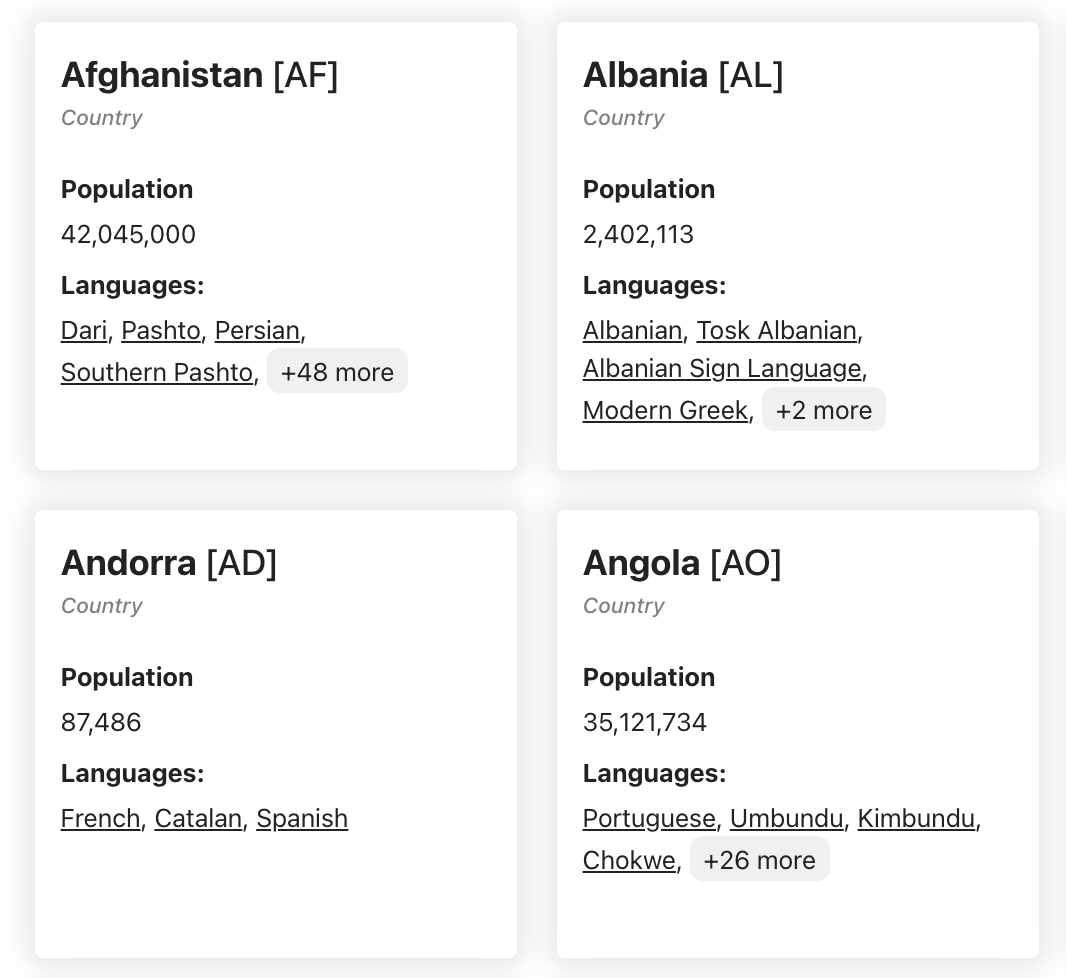 Afghanistan [AF]
Country
Population
42,045,000
Languages:
Dari, Pashto, Persian,
Southern Pashto, +48 more
Albania [AL]
Country
Population
2,402,113
Languages:
Albanian, Tosk Albanian,
Albanian Sign Language,
Modern Greek, +2 more
Andorra [AD]
Country
Population
87,486
Languages:
French, Catalan, Spanish
Angola [AO]
Country
Population
35,121,734
Languages:
Portuguese, Umbundu, Kimbundu,
Chokwe, +26 more